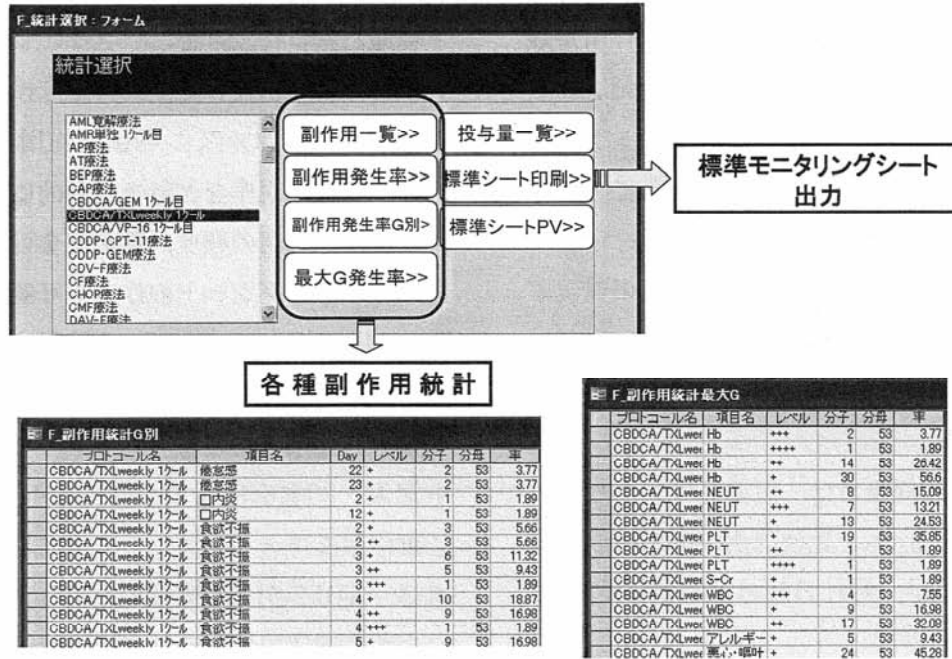 F_統計選択 : フォーム
統計選択
AML寛解療法
AMR単独 1クール目
AP療法
AT療法
BEP療法
CAP療法
CBDCA/GEM 1クール目
CBDCA/TXLweekly 1クール
CBDCA/VP-16 1クール目
CDDP・CPT-11療法
CDDP・GEM療法
CDV-F療法
CF療法
CHOP療法
CMF療法
DAV-F療法
副作用一覧>>
副作用発生率>>
副作用発生率G別>
最大G発生率>>
投与量一覧>>
標準シート印刷>>
標準シートPV>>
標準モニタリングシート
出力
各種副作用統計
F_副作用統計G別
プロトコール名 項目名 Day レベル 分子 分母 率
CBDCA/TXLweekly 1クール 倦怠感 22 + 2 53 3.77
CBDCA/TXLweekly 1クール 倦怠感 23 + 2 53 3.77
CBDCA/TXLweekly 1クール 口内炎 2 + 1 53 1.89
CBDCA/TXLweekly 1クール 口内炎 12 + 1 53 1.89
CBDCA/TXLweekly 1クール 食欲不振 2 + 3 53 5.66
CBDCA/TXLweekly 1クール 食欲不振 2 ++ 3 53 5.66
CBDCA/TXLweekly 1クール 食欲不振 3 + 6 53 11.32
CBDCA/TXLweekly 1クール 食欲不振 3 ++ 5 53 9.43
CBDCA/TXLweekly 1クール 食欲不振 3 +++ 1 53 1.89
CBDCA/TXLweekly 1クール 食欲不振 4 + 10 53 18.87
CBDCA/TXLweekly 1クール 食欲不振 4 ++ 9 53 16.98
CBDCA/TXLweekly 1クール 食欲不振 4 +++ 1 53 1.89
CBDCA/TXLweekly 1クール 食欲不振 5 + 9 53 16.98
F_副作用統計最大G
プロトコール名 項目名 レベル 分子 分母 率
CBDCA/TXLwee Hb +++ 2 53 3.77
CBDCA/TXLwee Hb ++++ 1 53 1.89
CBDCA/TXLwee Hb ++ 14 53 26.42
CBDCA/TXLwee Hb + 30 53 56.6
CBDCA/TXLwee NEUT ++ 8 53 15.09
CBDCA/TXLwee NEUT +++ 7 53 13.21
CBDCA/TXLwee NEUT + 13 53 24.53
CBDCA/TXLwee PLT + 19 53 35.85
CBDCA/TXLwee PLT ++ 1 53 1.89
CBDCA/TXLwee PLT ++++ 1 53 1.89
CBDCA/TXLwee S-Cr + 1 53 1.89
CBDCA/TXLwee WBC +++ 4 53 7.55
CBDCA/TXLwee WBC + 9 53 16.98
CBDCA/TXLwee WBC ++ 17 53 32.08
CBDCA/TXLwee アレルギー + 5 53 9.43
CBDCA/TXLwee 悪心・嘔吐 + 24 53 45.28